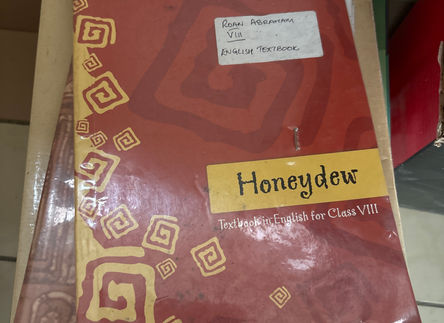 ROAN ABRAHAM
VIII
ENGLISH TEXTBOOK
Honeydew
Textbook in English for Class VIII